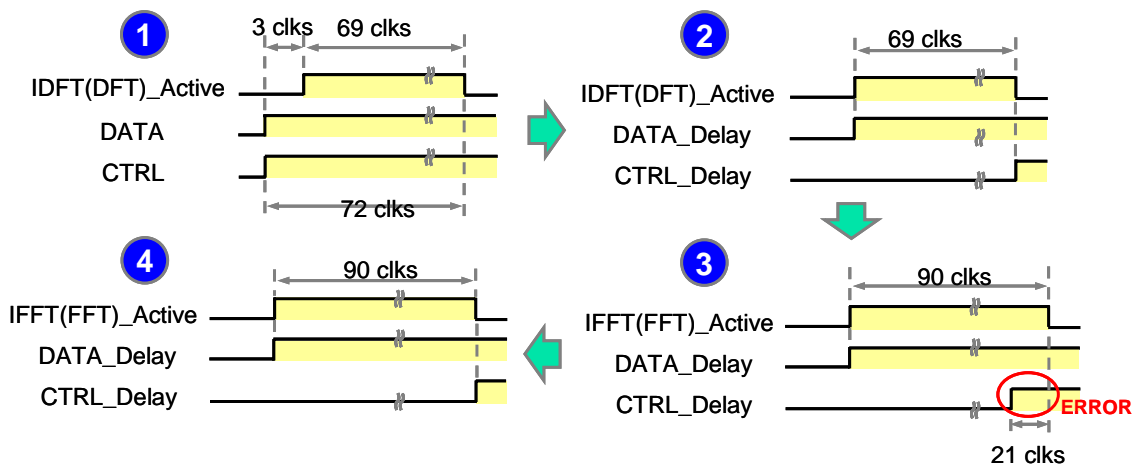 1
3 clks 69 clks
IDFT(DFT)_Active
DATA
CTRL
72 clks
2
69 clks
IDFT(DFT)_Active
DATA_Delay
CTRL_Delay
4
90 clks
IFFT(FFT)_Active
DATA_Delay
CTRL_Delay
3
90 clks
IFFT(FFT)_Active
DATA_Delay
CTRL_Delay
ERROR
21 clks